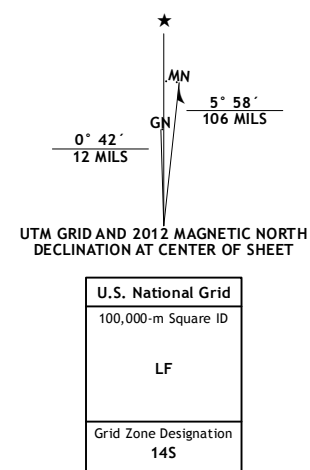 ★
MN
GN
5° 58´
106 MILS
0° 42´
12 MILS
UTM GRID AND 2012 MAGNETIC NORTH
DECLINATION AT CENTER OF SHEET
U.S. National Grid
100,000-m Square ID
LF
Grid Zone Designation
14S